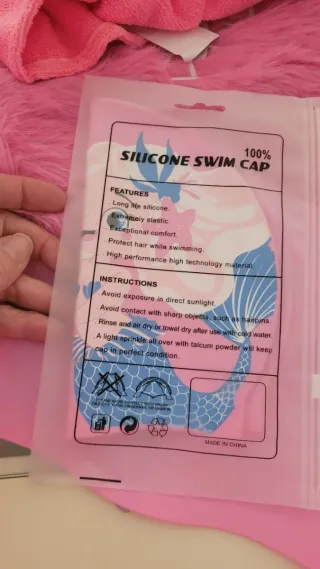 100%
SILICONE SWIM CAP
FEATURES
. Long life silicone.
. Extremely elastic.
. Exceptional comfort.
. Protect hair while swimming.
. High performance high technology material.
INSTRUCTIONS
. Avoid exposure in direct sunlight
. Avoid contact with sharp objetts, such as hairpins.
. Rinse and air dry or towel dry after use with cold water.
. A light sprinkle all over with talcum powder will keep
cap in perfect condition.
MADE IN CHINA